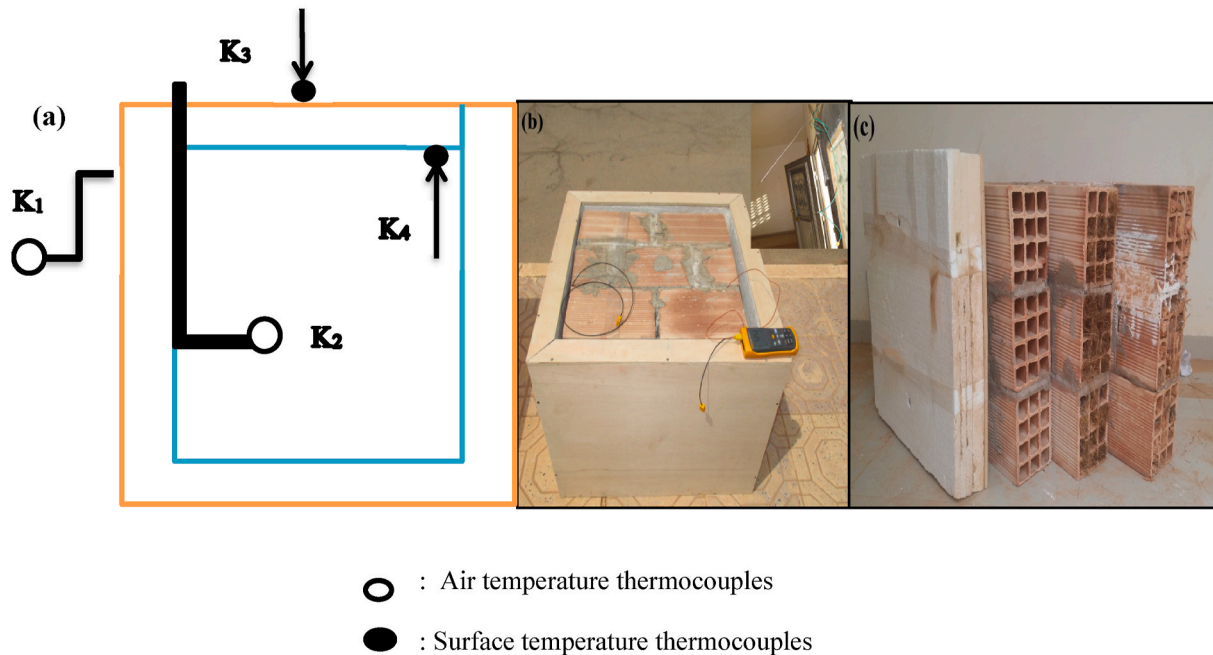 K3
(a)
(b)
(c)
K1
K4
K2
: Air temperature thermocouples
: Surface temperature thermocouples